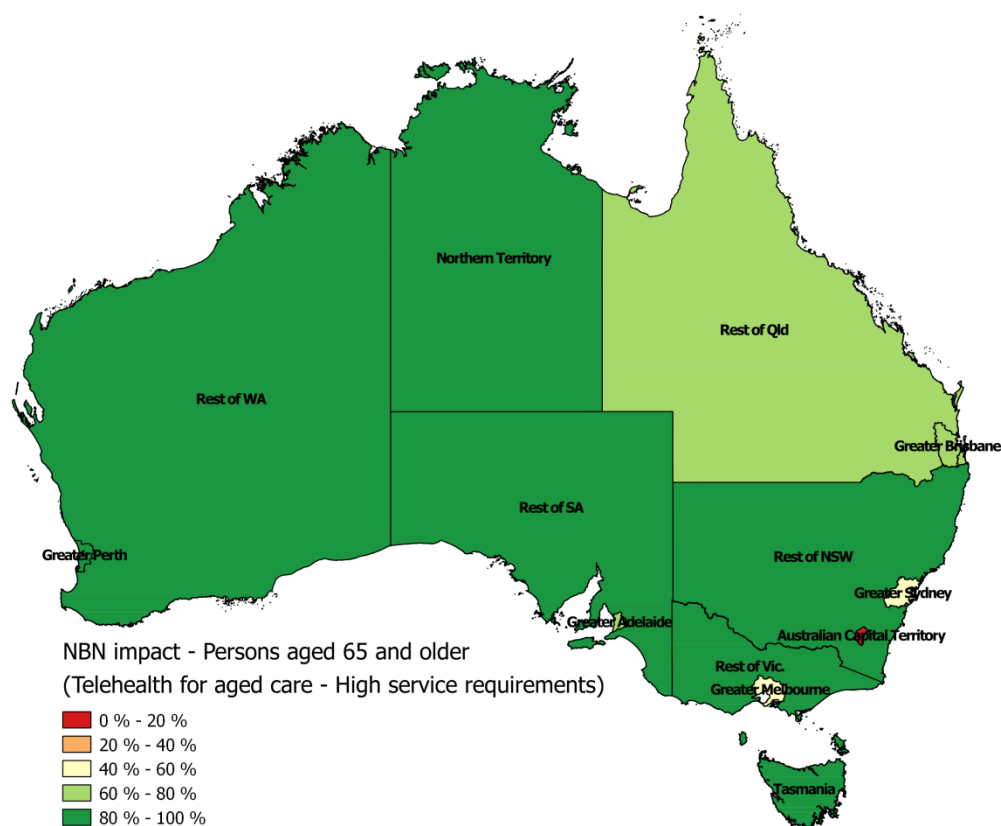 Northern Territory
Rest of Qld
Rest of WA
Greater Brisbane
Rest of SA
Greater Perth
Rest of NSW
Greater Sydney
Greater Adelaide
Australian Capital Territory
Rest of Vic.
Greater Melbourne
Tasmania
NBN impact - Persons aged 65 and older
(Telehealth for aged care - High service requirements)
0 % - 20 %
20 % - 40 %
40 % - 60 %
60 % - 80 %
80 % - 100 %